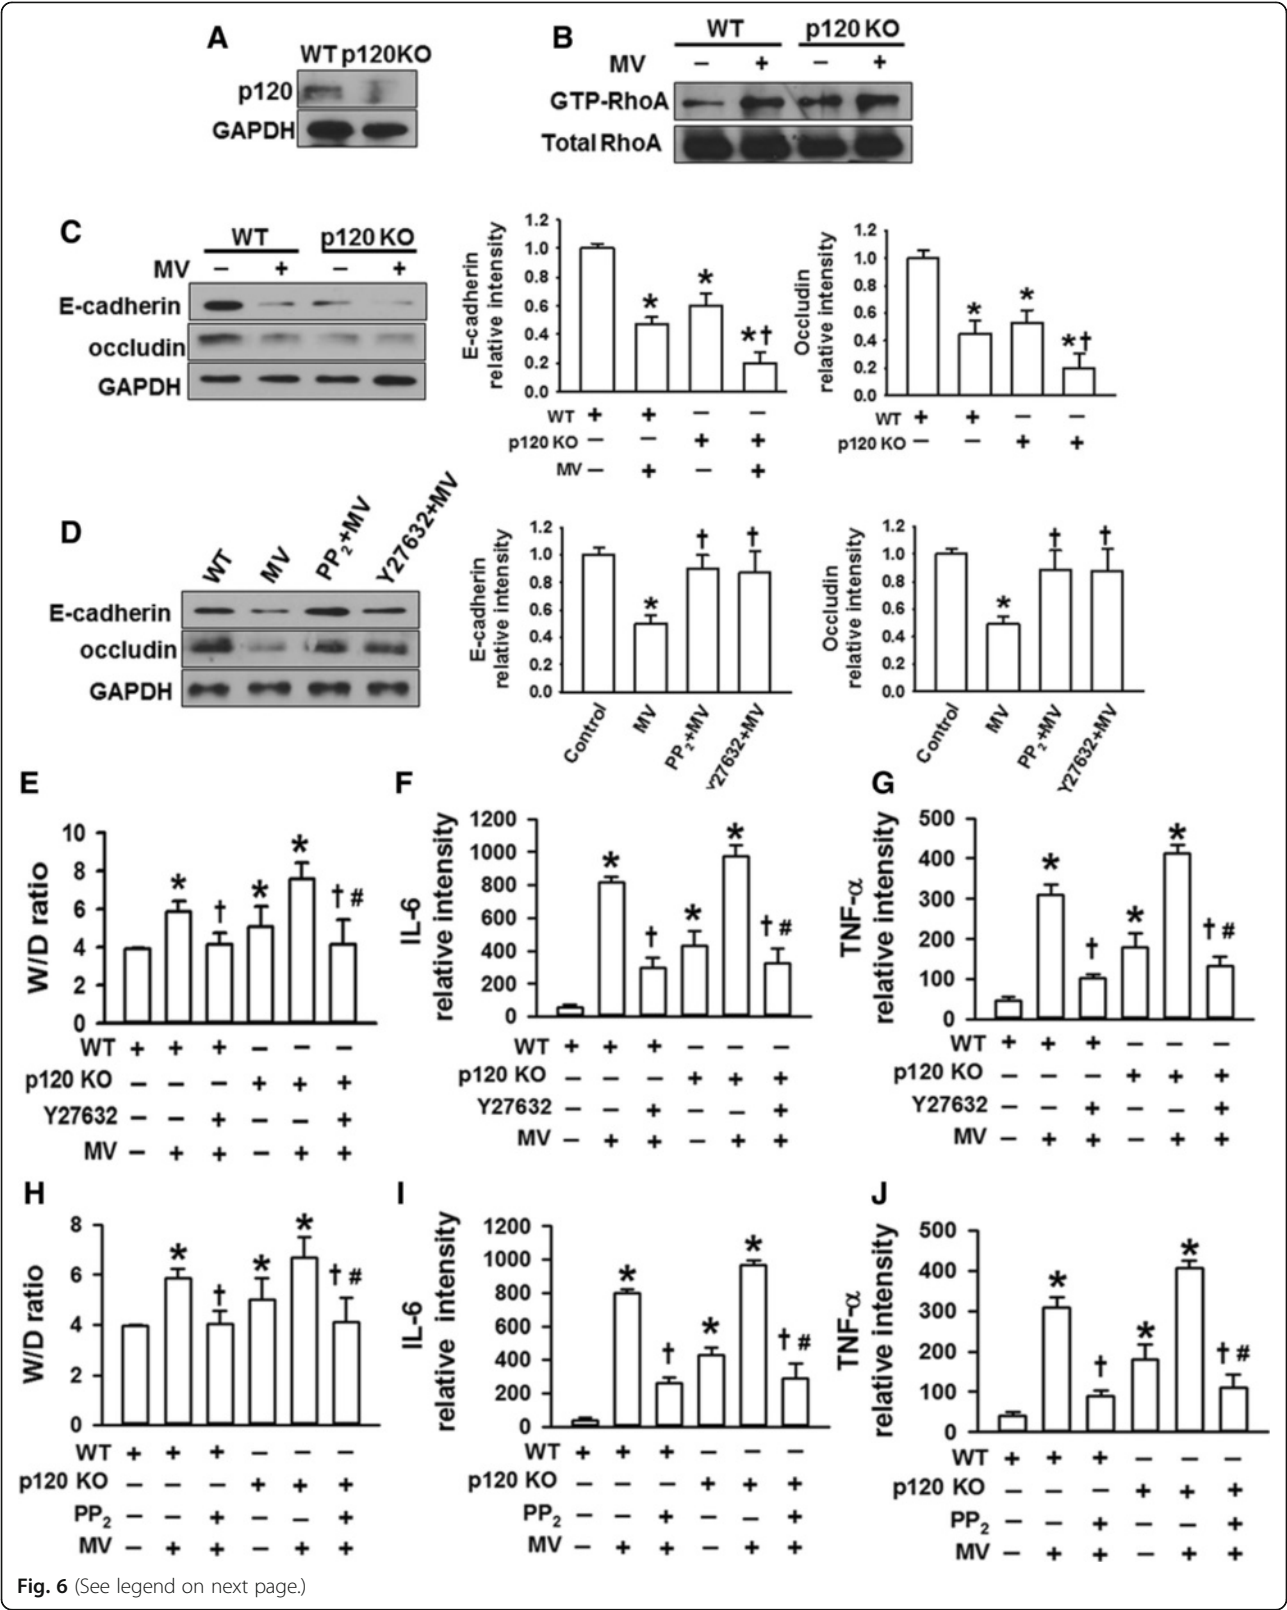 A
WT p120KO
p120
GAPDH
B
WT p120 KO
MV − + − +
GTP-RhoA
Total RhoA
C
WT p120 KO
MV − + − +
E-cadherin
occludin
GAPDH
E-cadherin
relative intensity
1.2
1.0
0.8
0.6
0.4
0.2
0.0
* * *†
WT + + − −
p120 KO − − + +
MV − + − +
Occludin
relative intensity
1.2
1.0
0.8
0.6
0.4
0.2
0.0
* * *†
WT + + − −
p120 KO − − + +
D
WT MV PP2+MV Y27632+MV
E-cadherin
occludin
GAPDH
E-cadherin
relative intensity
1.2
1.0
0.8
0.6
0.4
0.2
0.0
* † †
Control MV PP2+MV Y27632+MV
Occludin
relative intensity
1.2
1.0
0.8
0.6
0.4
0.2
0.0
* † †
Control MV PP2+MV Y27632+MV
E
W/D ratio
10
8
6
4
2
0
* † * * † #
WT + + + − − −
p120 KO − − − + + +
Y27632 − − + − − +
MV − + + − + +
F
IL-6
relative intensity
1200
1000
800
600
400
200
0
* † * * † #
WT + + + − − −
p120 KO − − − + + +
Y27632 − − + − − +
MV − + + − + +
G
TNF-α
relative intensity
500
400
300
200
100
0
* † * * † #
WT + + + − − −
p120 KO − − − + + +
Y27632 − − + − − +
MV − + + − + +
H
W/D ratio
8
6
4
2
0
* † * * † #
WT + + + − − −
p120 KO − − − + + +
PP2 − − + − − +
MV − + + − + +
I
IL-6
relative intensity
1200
1000
800
600
400
200
0
* † * * † #
WT + + + − − −
p120 KO − − − + + +
PP2 − − + − − +
MV − + + − + +
J
TNF-α
relative intensity
500
400
300
200
100
0
* † * * † #
WT + + + − − −
p120 KO − − − + + +
PP2 − − + − − +
MV − + + − + +
Fig. 6 (See legend on next page.)